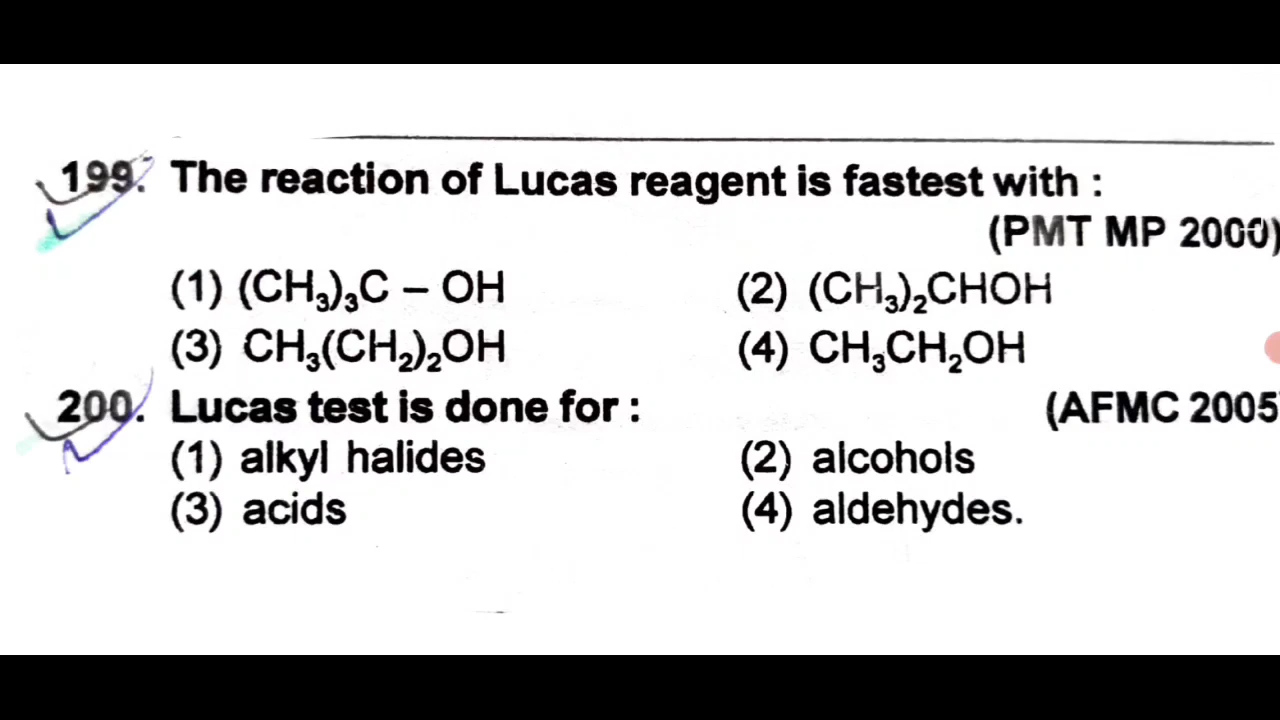 199. The reaction of Lucas reagent is fastest with :
(PMT MP 2000)
(1) (CH₃)₃C – OH (2) (CH₃)₂CHOH
(3) CH₃(CH₂)₂OH (4) CH₃CH₂OH
200. Lucas test is done for : (AFMC 2005
(1) alkyl halides (2) alcohols
(3) acids (4) aldehydes.